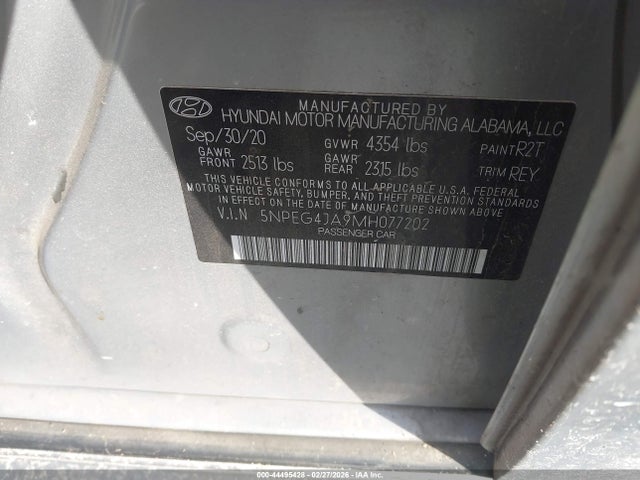 MANUFACTURED BY
HYUNDAI MOTOR MANUFACTURING ALABAMA, LLC
Sep/30/20 GVWR 4354 lbs PAINT R2T
GAWR FRONT 2513 lbs GAWR REAR 2315 lbs TRIM REY
THIS VEHICLE CONFORMS TO ALL APPLICABLE U.S.A. FEDERAL
MOTOR VEHICLE SAFETY, BUMPER, AND THEFT PREVENTION STANDARDS
IN EFFECT ON THE DATE OF MANUFACTURE SHOWN ABOVE.
V.I.N 5NPEG4JA9MH077202
PASSENGER CAR
000-44495428 - 02/27/2026 - IAA Inc.